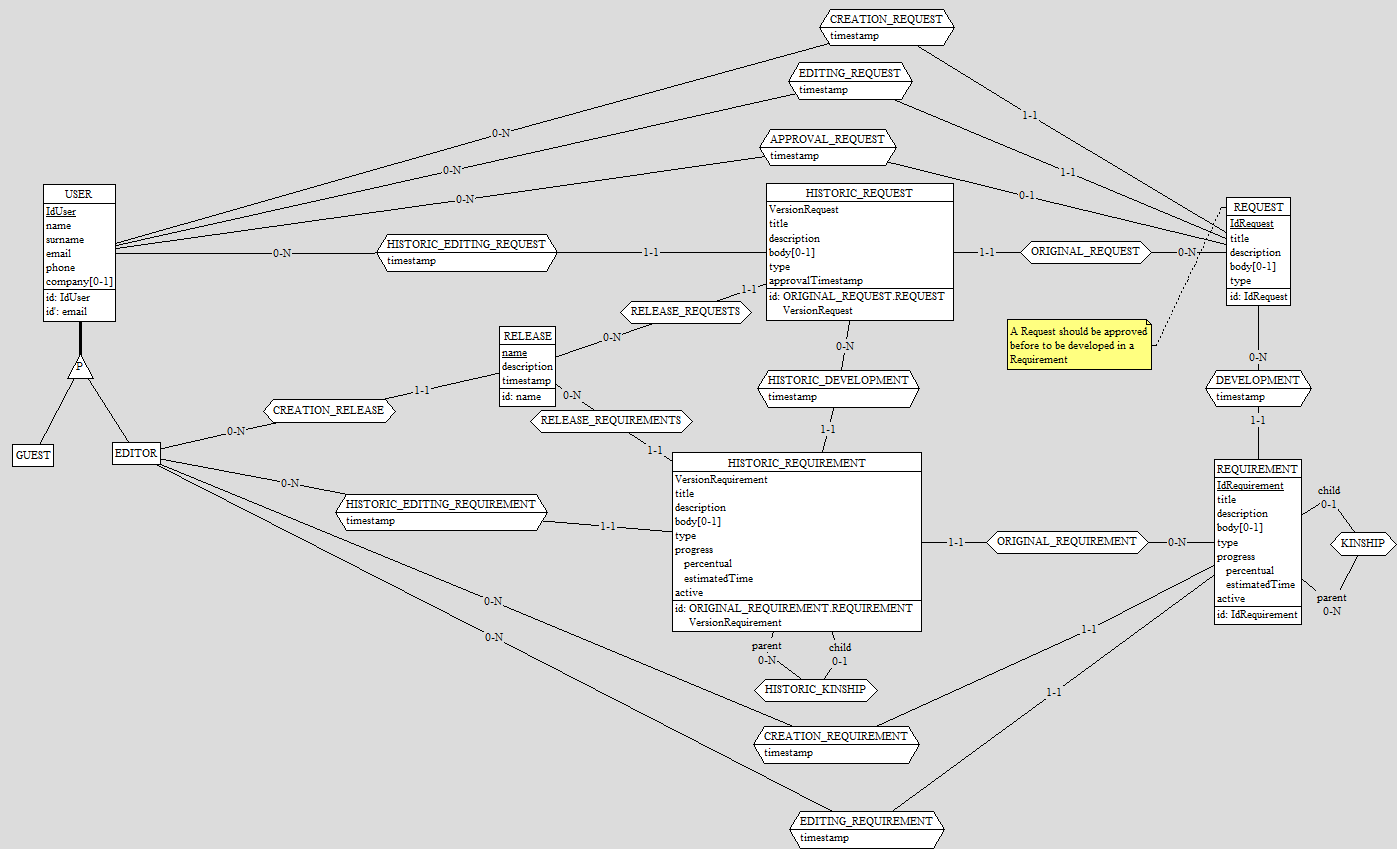 CREATION_REQUEST
timestamp
EDITING_REQUEST
timestamp
0-N
1-1
APPROVAL_REQUEST
timestamp
0-N
1-1
0-N
0-1
USER
IdUser
name
surname
email
phone
company[0-1]
id: IdUser
id': email
HISTORIC_REQUEST
VersionRequest
title
description
body[0-1]
type
approvalTimestamp
id: ORIGINAL_REQUEST.REQUEST
VersionRequest
REQUEST
IdRequest
title
description
body[0-1]
type
id: IdRequest
0-N
HISTORIC_EDITING_REQUEST
timestamp
1-1
1-1
ORIGINAL_REQUEST
0-N
1-1
RELEASE_REQUESTS
0-N
A Request should be approved
before to be developed in a
Requirement
RELEASE
name
description
timestamp
id: name
0-N
0-N
P
HISTORIC_DEVELOPMENT
timestamp
DEVELOPMENT
timestamp
1-1
CREATION_RELEASE
0-N
0-N
RELEASE_REQUIREMENTS
1-1
1-1
1-1
GUEST
EDITOR
HISTORIC_REQUIREMENT
VersionRequirement
title
description
body[0-1]
type
progress
percentual
estimatedTime
active
id: ORIGINAL_REQUIREMENT.REQUIREMENT
VersionRequirement
REQUIREMENT
IdRequirement
title
description
body[0-1]
type
progress
percentual
estimatedTime
active
id: IdRequirement
0-N
HISTORIC_EDITING_REQUIREMENT
timestamp
1-1
child
0-1
KINSHIP
parent
0-N
1-1
ORIGINAL_REQUIREMENT
0-N
0-N
0-N
1-1
parent
0-N
child
0-1
HISTORIC_KINSHIP
1-1
CREATION_REQUIREMENT
timestamp
EDITING_REQUIREMENT
timestamp